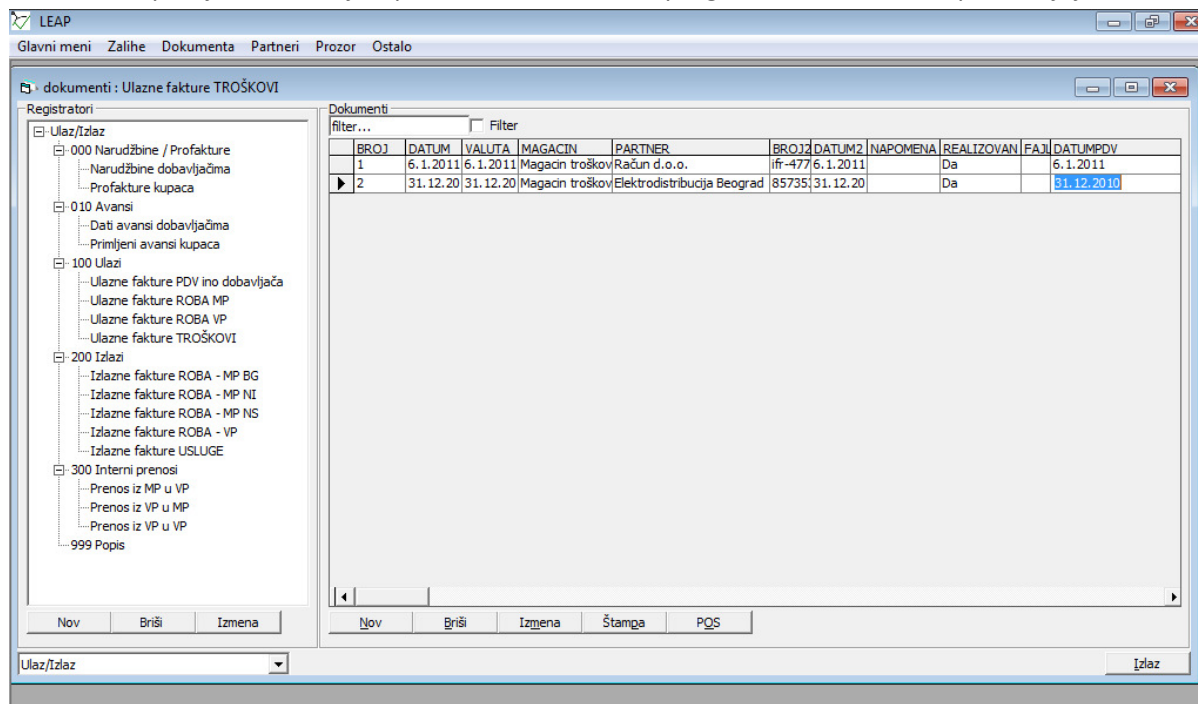 LEAP
Glavni meni Zalihe Dokumenta Partneri Prozor Ostalo
dokumenti : Ulazne fakture TROŠKOVI
Registratori
Ulaz/Izlaz
000 Narudžbine / Profakture
Narudžbine dobavljačima
Profakture kupaca
010 Avansi
Dati avansi dobavljačima
Primljeni avansi kupaca
100 Ulazi
Ulazne fakture PDV ino dobavljača
Ulazne fakture ROBA MP
Ulazne fakture ROBA VP
Ulazne fakture TROŠKOVI
200 Izlazi
Izlazne fakture ROBA - MP BG
Izlazne fakture ROBA - MP NI
Izlazne fakture ROBA - MP NS
Izlazne fakture ROBA - VP
Izlazne fakture USLUGE
300 Interni prenosi
Prenos iz MP u VP
Prenos iz VP u MP
Prenos iz VP u VP
999 Popis
Nov Briši Izmena
Ulaz/Izlaz
Dokumenti
filter... Filter
BROJ DATUM VALUTA MAGACIN PARTNER BROJ2 DATUM2 NAPOMENA REALIZOVAN FAJL DATUMPDV
1 6.1.2011 6.1.2011 Magacin troškov Račun d.o.o. ifr-477 6.1.2011 Da 6.1.2011
2 31.12.20 31.12.20 Magacin troškov Elektrodistribucija Beograd 85735 31.12.20 Da 31.12.2010
Nov Briši Izmena Štampa POS
Izlaz